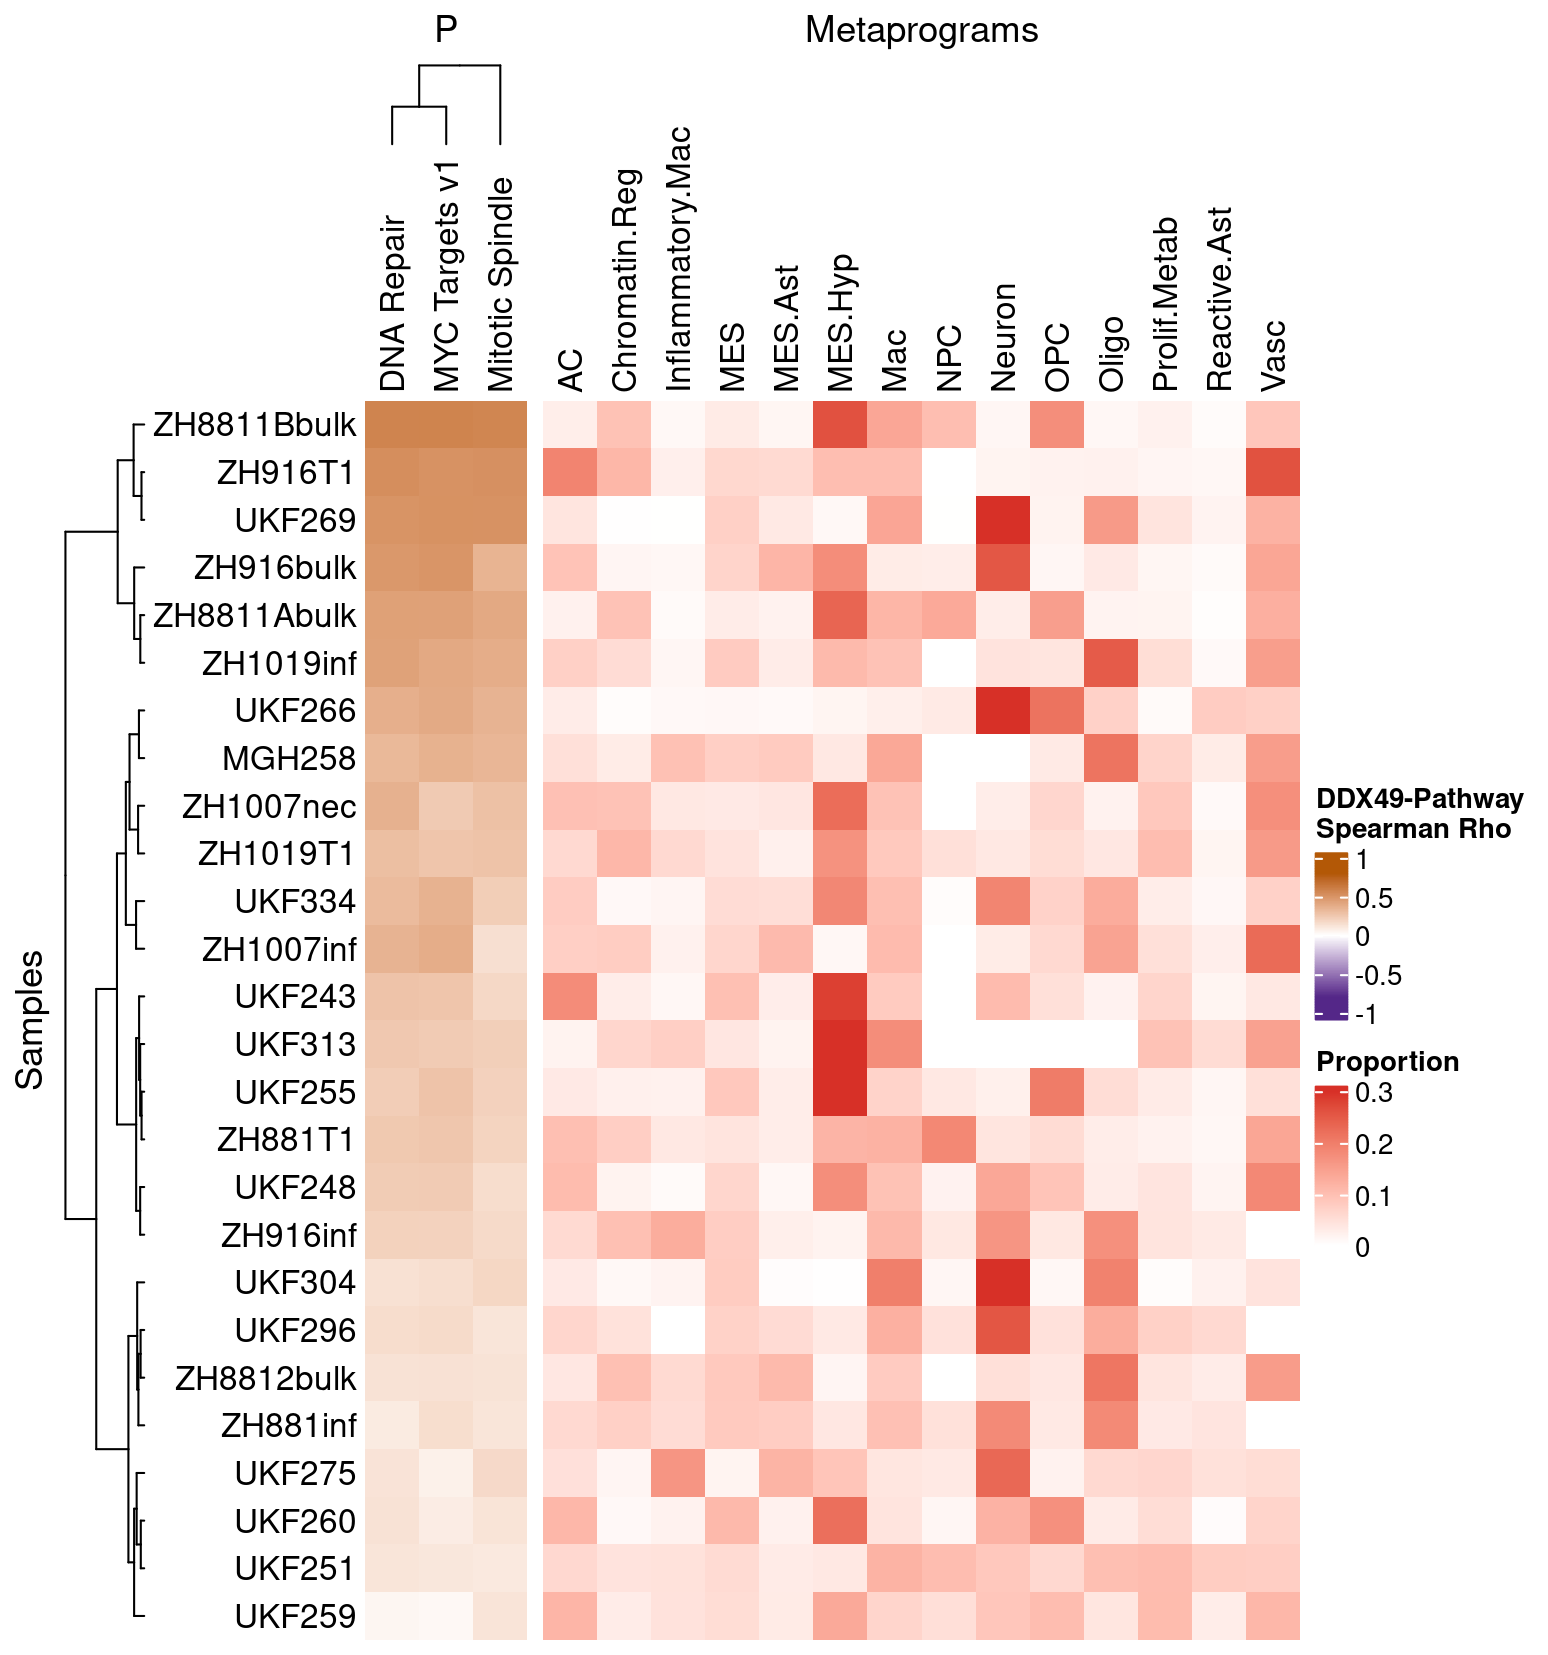 P
Metaprograms
DNA Repair
MYC Targets v1
Mitotic Spindle
AC
Chromatin.Reg
Inflammatory.Mac
MES
MES.Ast
MES.Hyp
Mac
NPC
Neuron
OPC
Oligo
Prolif.Metab
Reactive.Ast
Vasc
Samples
ZH8811Bbulk
ZH916T1
UKF269
ZH916bulk
ZH8811Abulk
ZH1019inf
UKF266
MGH258
ZH1007nec
ZH1019T1
UKF334
ZH1007inf
UKF243
UKF313
UKF255
ZH881T1
UKF248
ZH916inf
UKF304
UKF296
ZH8812bulk
ZH881inf
UKF275
UKF260
UKF251
UKF259
DDX49-Pathway
Spearman Rho
1
0.5
0
-0.5
-1
Proportion
0.3
0.2
0.1
0